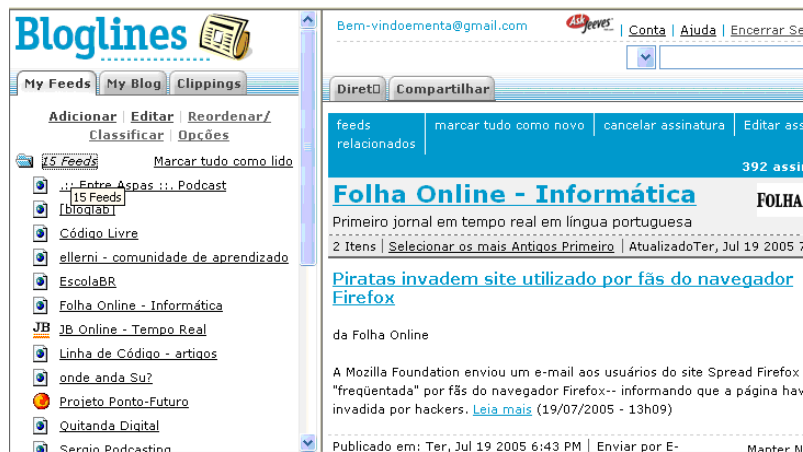 Bloglines
My Feeds
My Blog
Clippings
Adicionar | Editar | Reordenar/
Classificar | Opções
15 Feeds
Marcar tudo como lido
.:: Entre Aspas ::. Podcast
15 Feeds
[bloglab]
Código Livre
ellerni - comunidade de aprendizado
EscolaBR
Folha Online - Informática
JB JB Online - Tempo Real
Linha de Código - artigos
onde anda Su?
Projeto Ponto-Futuro
Quitanda Digital
Sergio Podcasting
Bem-vindoementa@gmail.com
Ask Jeeves | Conta | Ajuda | Encerrar Se
Diret
Compartilhar
feeds relacionados
marcar tudo como novo
cancelar assinatura
Editar ass
392 assi
Folha Online - Informática
FOLHA
Primeiro jornal em tempo real em língua portuguesa
2 Itens | Selecionar os mais Antigos Primeiro | AtualizadoTer, Jul 19 2005 7
Piratas invadem site utilizado por fãs do navegador
Firefox
da Folha Online
A Mozilla Foundation enviou um e-mail aos usuários do site Spread Firefox
"freqüentada" por fãs do navegador Firefox-- informando que a página hav
invadida por hackers. Leia mais (19/07/2005 - 13h09)
Publicado em: Ter, Jul 19 2005 6:43 PM | Enviar por E-
Manter N